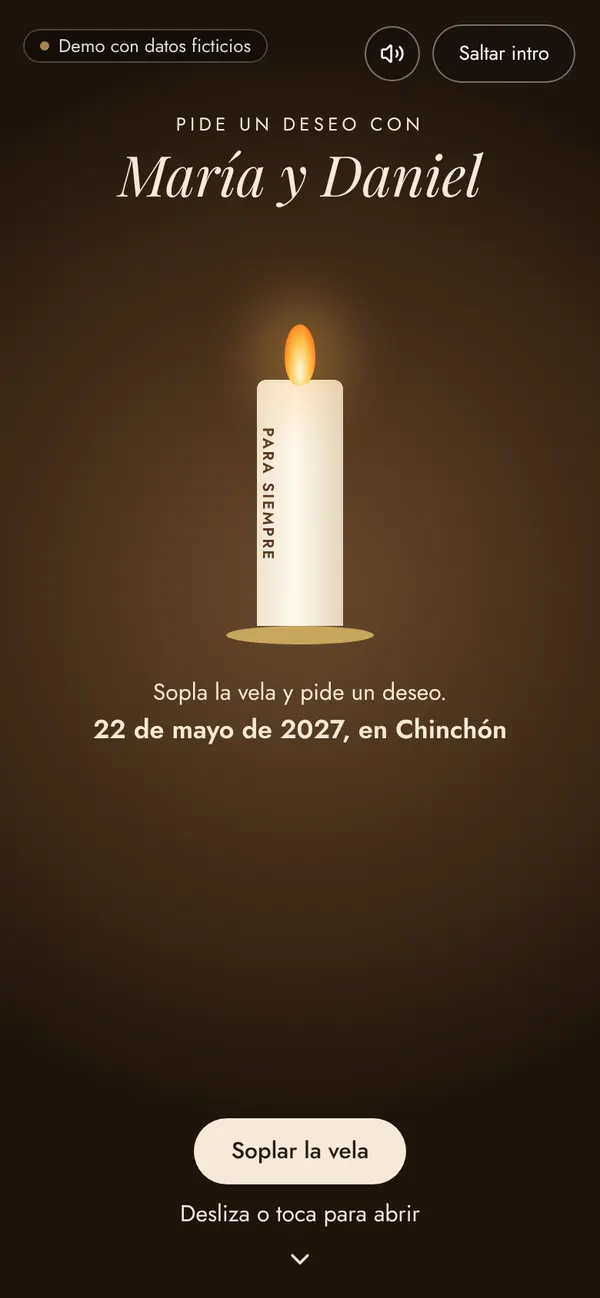 Demo con datos ficticios
Saltar intro
PIDE UN DESEO CON
María y Daniel
PARA SIEMPRE
Sopla la vela y pide un deseo.
22 de mayo de 2027, en Chinchón
Soplar la vela
Desliza o toca para abrir